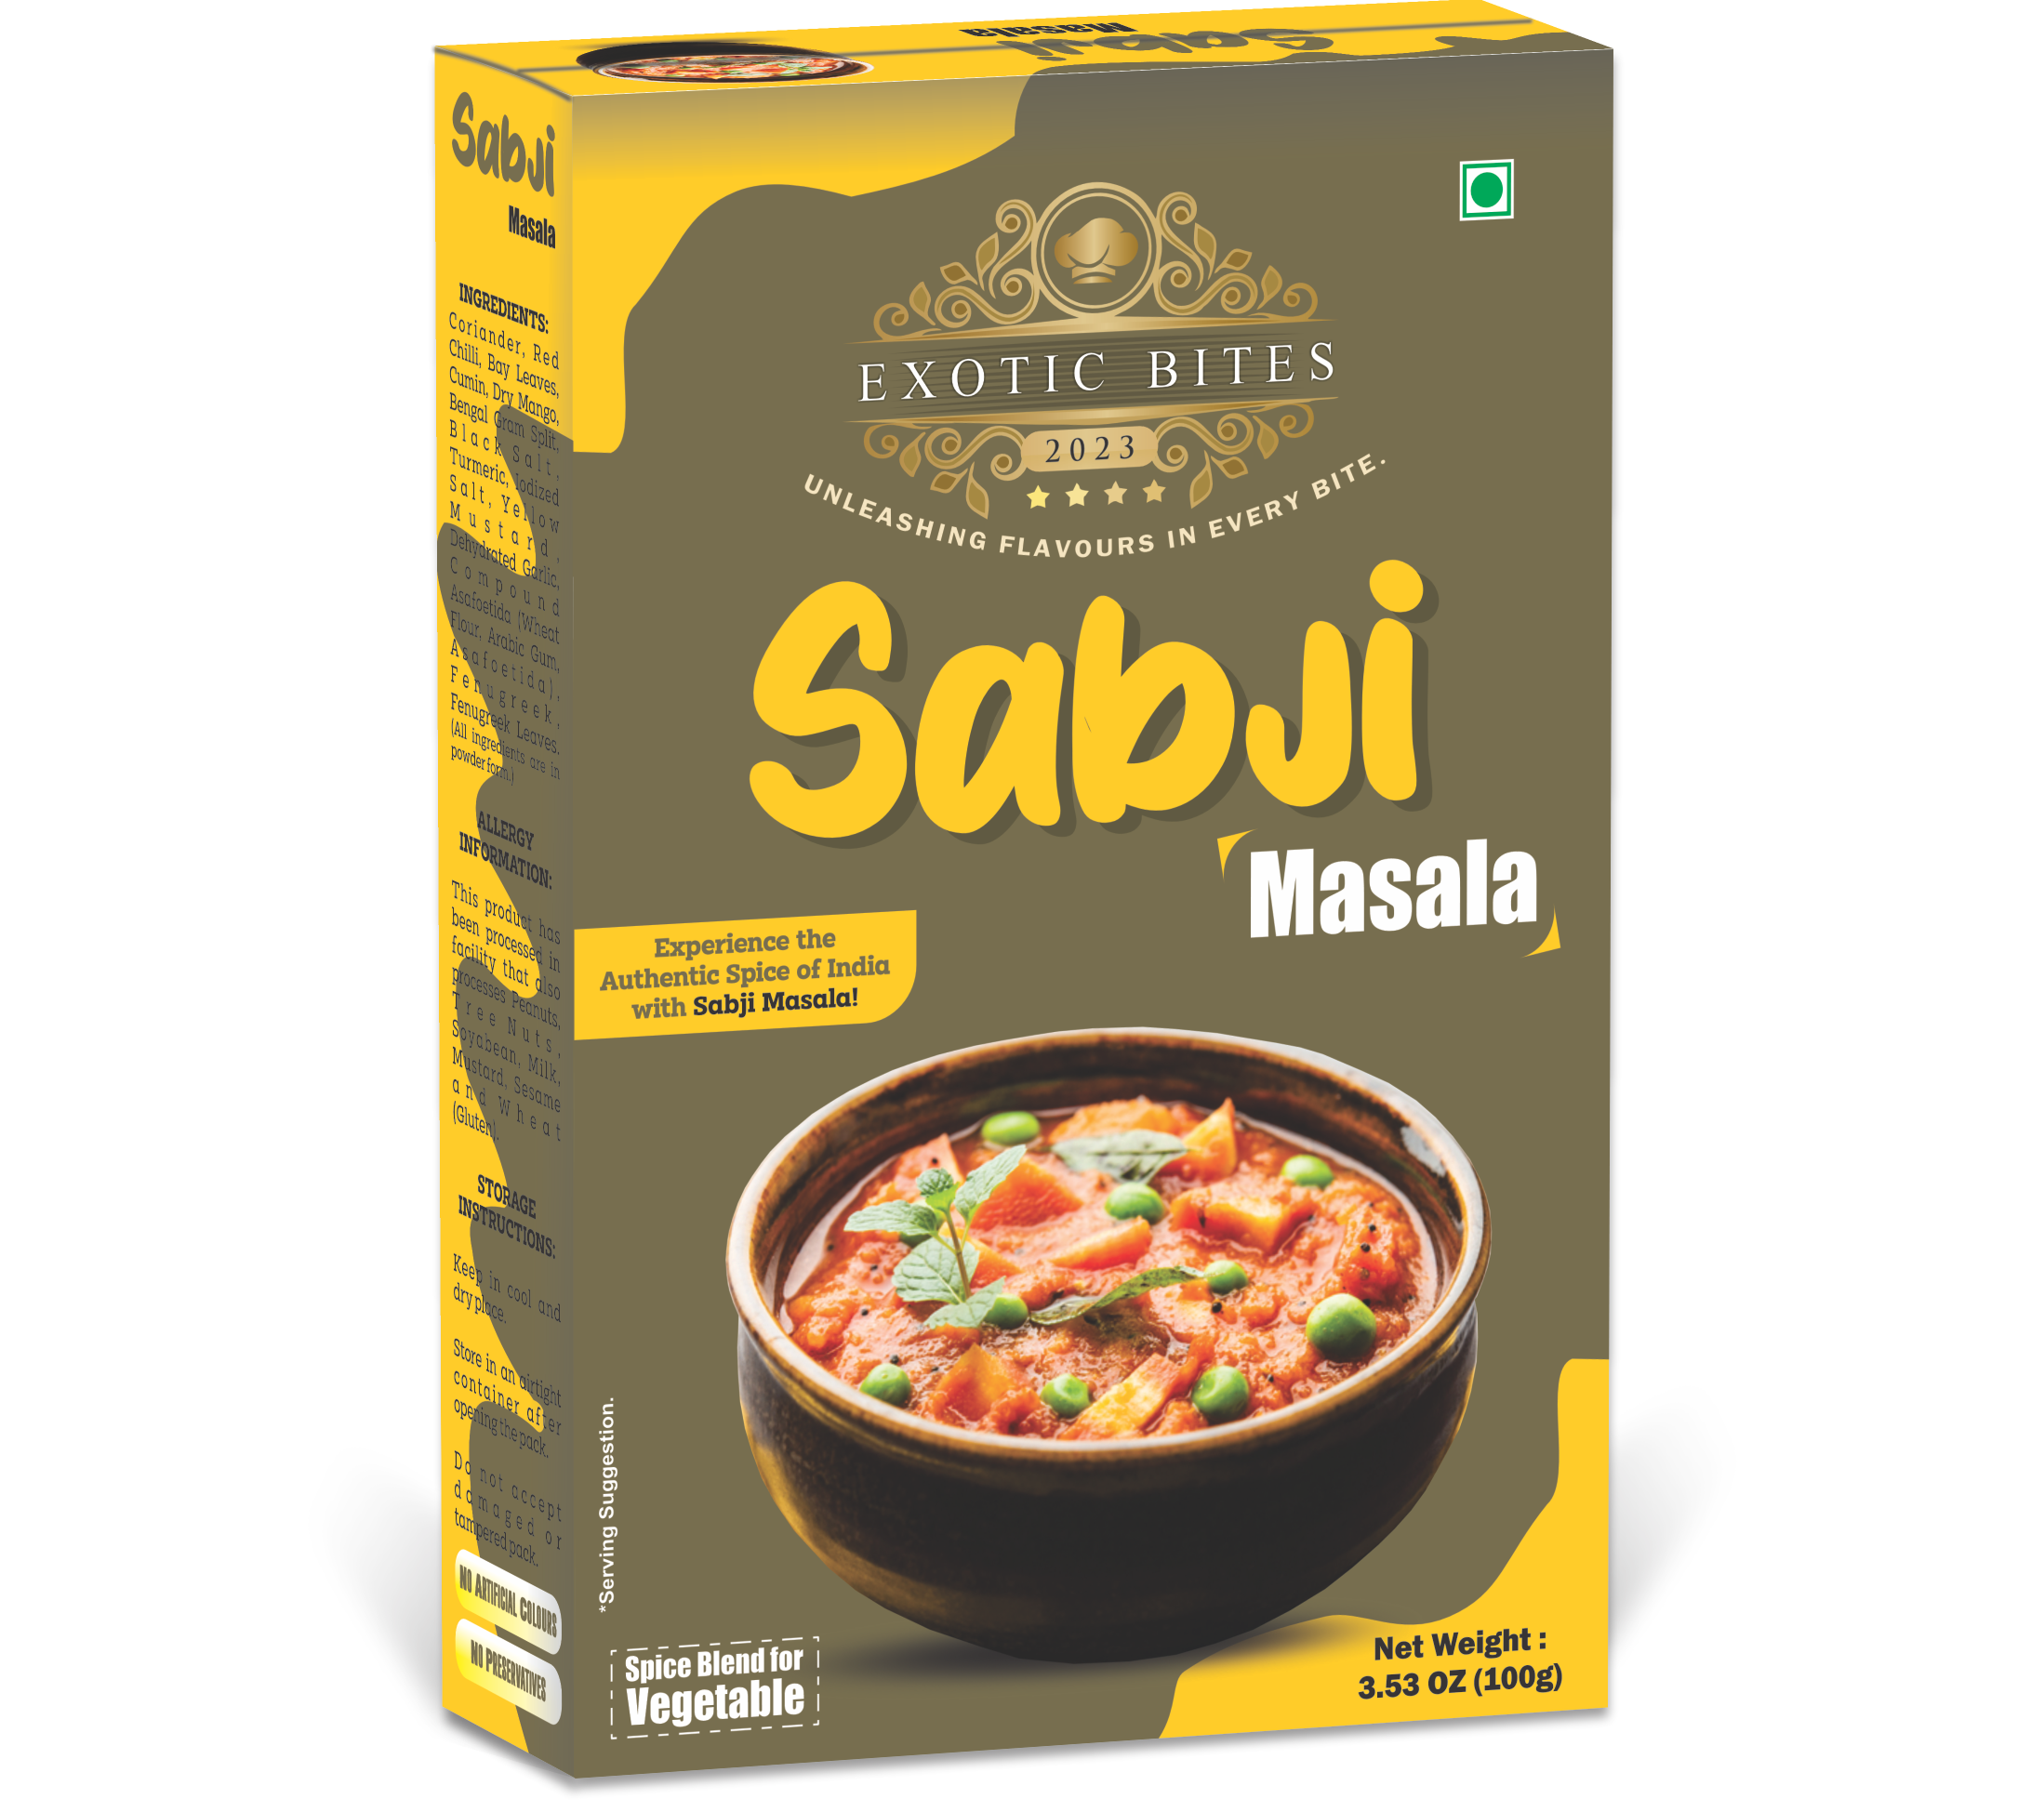 Sabji
Masala
Sabji
Masala
INGREDIENTS:
Coriander, Red
Chilli, Bay Leaves,
Cumin, Dry Mango,
Bengal Gram Split,
Black Salt,
Turmeric, Iodized
Salt, Yellow
Mustard,
Dehydrated Garlic,
Compound
Asafoetida (Wheat
Flour, Arabic Gum,
Asafoetida),
Fenugreek,
Fenugreek Leaves.
(All ingredients are in
powder form.)
ALLERGY
INFORMATION:
This product has
been processed in
facility that also
processes Peanuts,
Tree Nuts,
Soyabean, Milk,
Mustard, Sesame
and Wheat
(Gluten).
STORAGE
INSTRUCTIONS:
Keep in cool and
dry place.
Store in an airtight
container after
opening the pack.
Do not accept
damaged or
tampered pack.
NO ARTIFICIAL COLOURS
NO PRESERVATIVES
EXOTIC BITES
2023
UNLEASHING FLAVOURS IN EVERY BITE.
Sabji
Masala
Experience the
Authentic Spice of India
with Sabji Masala!
*Serving Suggestion.
Spice Blend for
Vegetable
Net Weight :
3.53 OZ (100g)